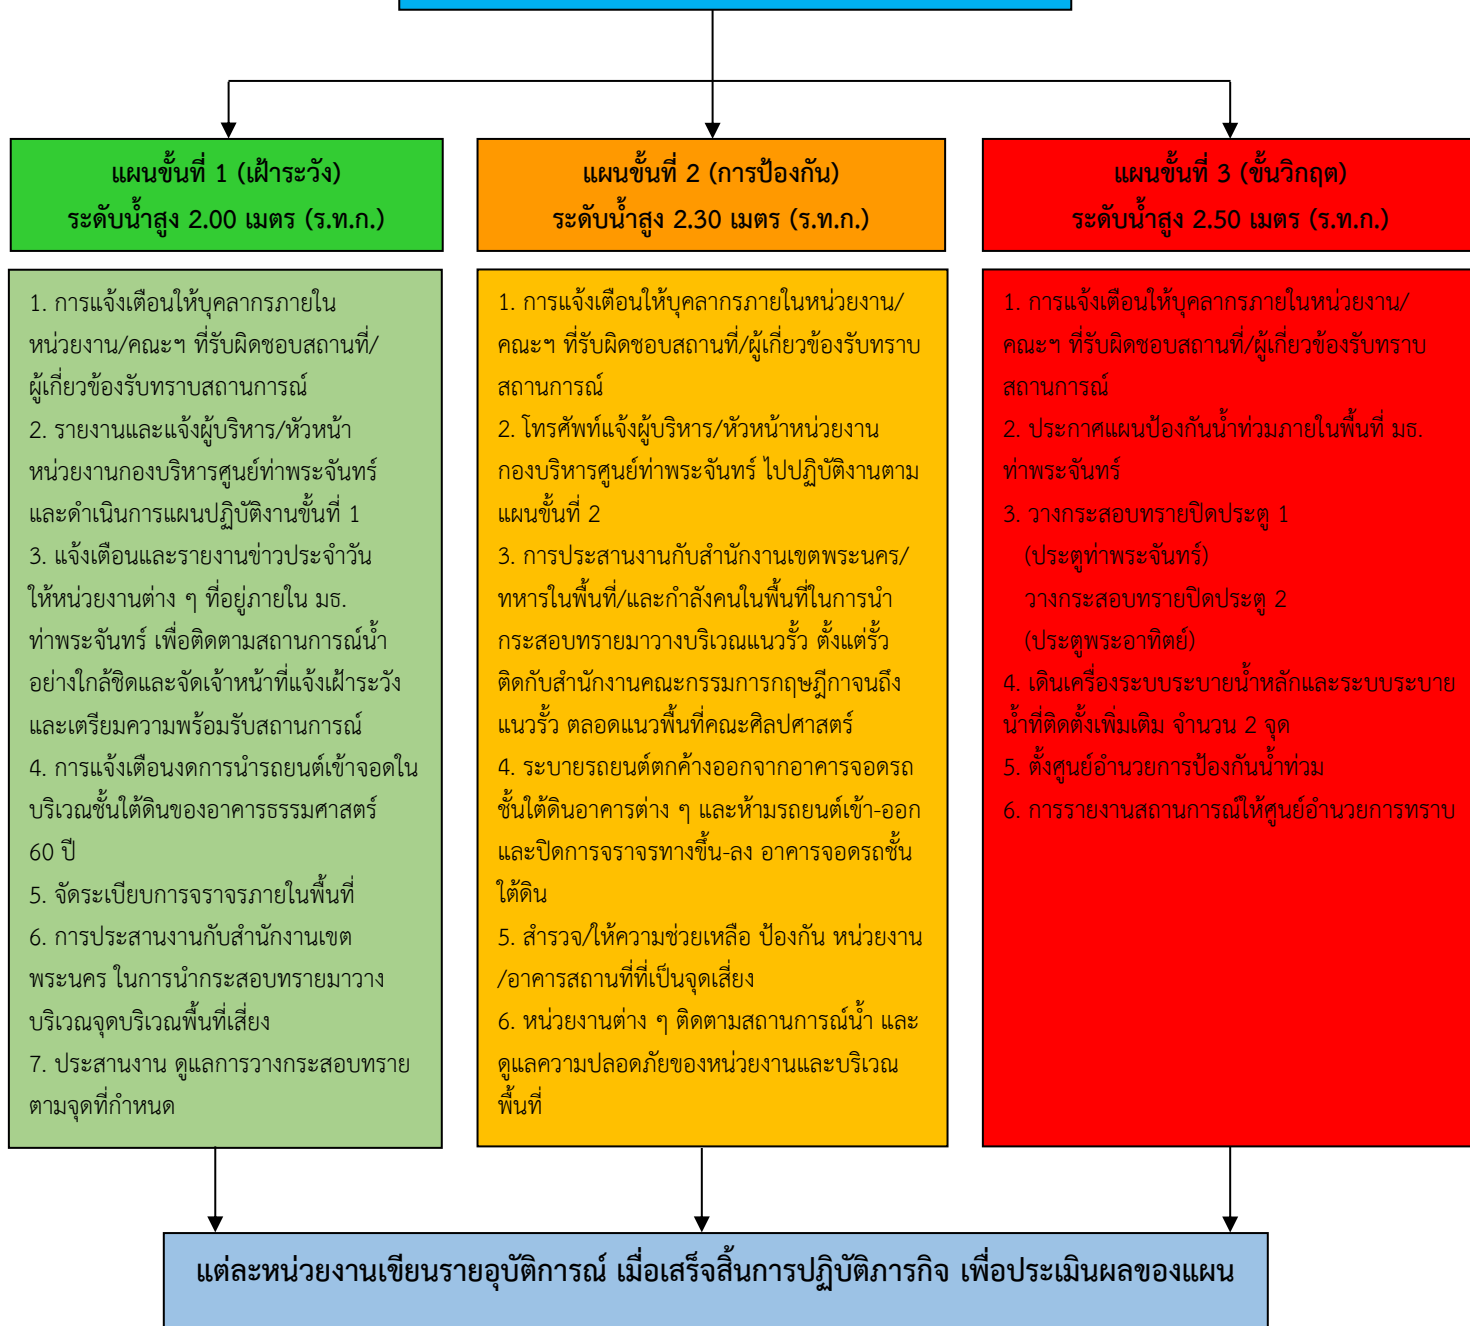 แผนขั้นที่ 1 (เฝ้าระวัง)
ระดับน้ำสูง 2.00 เมตร (ร.ท.ก.)
1. การแจ้งเตือนให้บุคลากรภายใน
หน่วยงาน/คณะฯ ที่รับผิดชอบสถานที่/
ผู้เกี่ยวข้องรับทราบสถานการณ์
2. รายงานและแจ้งผู้บริหาร/หัวหน้า
หน่วยงานกองบริหารศูนย์ท่าพระจันทร์
และดำเนินการแผนปฏิบัติงานขั้นที่ 1
3. แจ้งเตือนและรายงานข่าวประจำวัน
ให้หน่วยงานต่าง ๆ ที่อยู่ภายใน มธ.
ท่าพระจันทร์ เพื่อติดตามสถานการณ์น้ำ
อย่างใกล้ชิดและจัดเจ้าหน้าที่แจ้งเฝ้าระวัง
และเตรียมความพร้อมรับสถานการณ์
4. การแจ้งเตือนงดการนำรถยนต์เข้าจอดใน
บริเวณชั้นใต้ดินของอาคารธรรมศาสตร์
60 ปี
5. จัดระเบียบการจราจรภายในพื้นที่
6. การประสานงานกับสำนักงานเขต
พระนคร ในการนำกระสอบทรายมาวาง
บริเวณจุดบริเวณพื้นที่เสี่ยง
7. ประสานงาน ดูแลการวางกระสอบทราย
ตามจุดที่กำหนด
แผนขั้นที่ 2 (การป้องกัน)
ระดับน้ำสูง 2.30 เมตร (ร.ท.ก.)
1. การแจ้งเตือนให้บุคลากรภายในหน่วยงาน/
คณะฯ ที่รับผิดชอบสถานที่/ผู้เกี่ยวข้องรับทราบ
สถานการณ์
2. โทรศัพท์แจ้งผู้บริหาร/หัวหน้าหน่วยงาน
กองบริหารศูนย์ท่าพระจันทร์ ไปปฏิบัติงานตาม
แผนขั้นที่ 2
3. การประสานงานกับสำนักงานเขตพระนคร/
ทหารในพื้นที่/และกำลังคนในพื้นที่ในการนำ
กระสอบทรายมาวางบริเวณแนวรั้ว ตั้งแต่รั้ว
ติดกับสำนักงานคณะกรรมการกฤษฎีกาจนถึง
แนวรั้ว ตลอดแนวพื้นที่คณะศิลปศาสตร์
4. ระบายรถยนต์ตกค้างออกจากอาคารจอดรถ
ชั้นใต้ดินอาคารต่าง ๆ และห้ามรถยนต์เข้า-ออก
และปิดการจราจรทางขึ้น-ลง อาคารจอดรถชั้น
ใต้ดิน
5. สำรวจ/ให้ความช่วยเหลือ ป้องกัน หน่วยงาน
/อาคารสถานที่ที่เป็นจุดเสี่ยง
6. หน่วยงานต่าง ๆ ติดตามสถานการณ์น้ำ และ
ดูแลความปลอดภัยของหน่วยงานและบริเวณ
พื้นที่
แผนขั้นที่ 3 (ขั้นวิกฤต)
ระดับน้ำสูง 2.50 เมตร (ร.ท.ก.)
1. การแจ้งเตือนให้บุคลากรภายในหน่วยงาน/
คณะฯ ที่รับผิดชอบสถานที่/ผู้เกี่ยวข้องรับทราบ
สถานการณ์
2. ประกาศแผนป้องกันน้ำท่วมภายในพื้นที่ มธ.
ท่าพระจันทร์
3. วางกระสอบทรายปิดประตู 1
(ประตูท่าพระจันทร์)
วางกระสอบทรายปิดประตู 2
(ประตูพระอาทิตย์)
4. เดินเครื่องระบบระบายน้ำหลักและระบบระบาย
น้ำที่ติดตั้งเพิ่มเติม จำนวน 2 จุด
5. ตั้งศูนย์อำนวยการป้องกันน้ำท่วม
6. การรายงานสถานการณ์ให้ศูนย์อำนวยการทราบ
แต่ละหน่วยงานเขียนรายอุบัติการณ์ เมื่อเสร็จสิ้นการปฏิบัติภารกิจ เพื่อประเมินผลของแผน